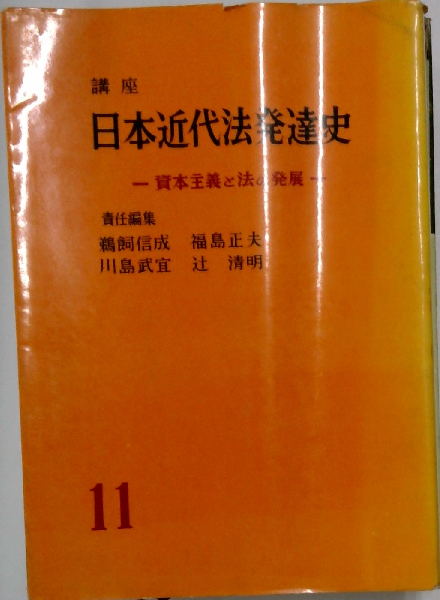 講座
日本近代法発達史
—資本主義と法の発展—
責任編集
鵜飼信成 福島正夫
川島武宜 辻清明
11